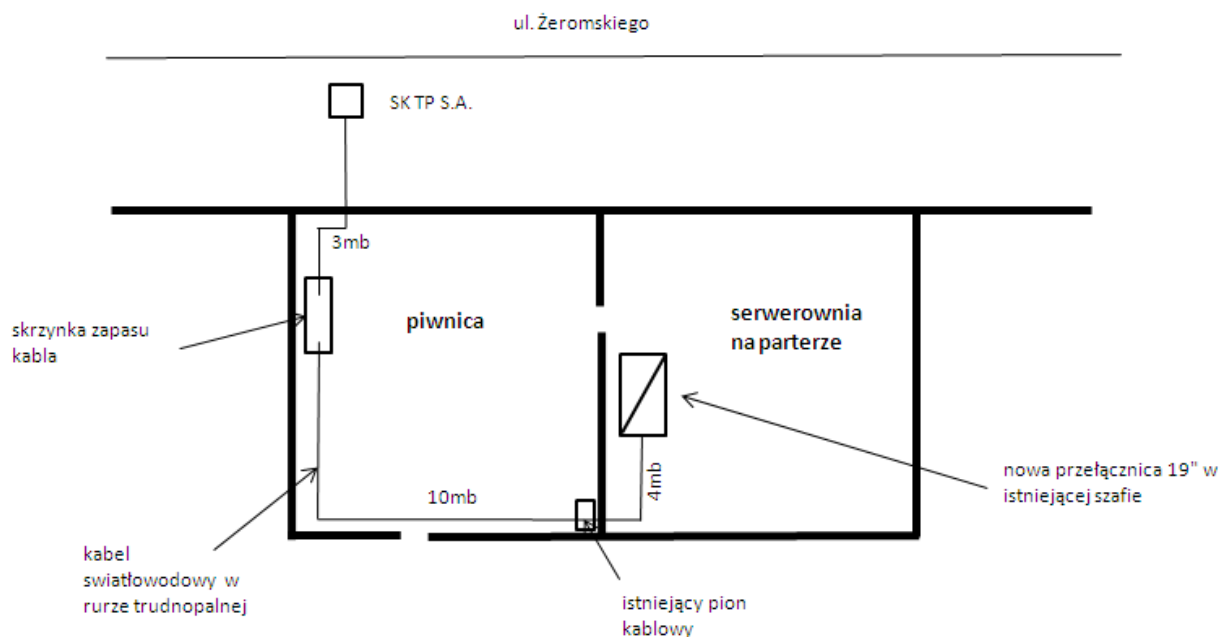 ul. Żeromskiego
SK TP S.A.
3mb
skrzynka zapasu
kabla
piwnica
serwerownia
na parterze
10mb
4mb
nowa przełącznica 19" w
istniejącej szafie
kabel
swiatłowodowy w
rurze trudnopalnej
istniejący pion
kablowy